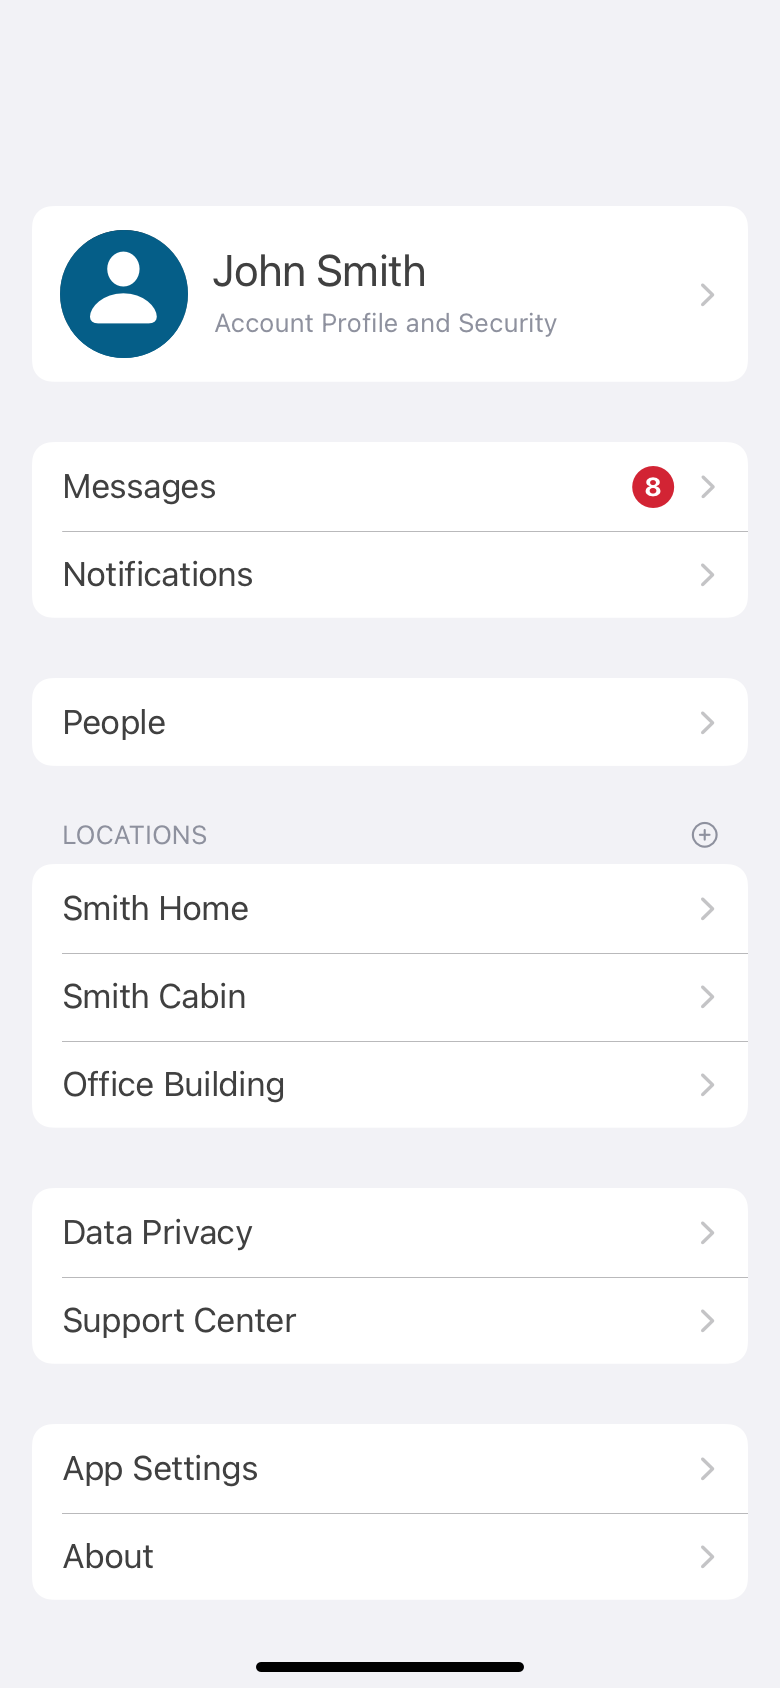 John Smith
Account Profile and Security
Messages 8
Notifications
People
LOCATIONS
Smith Home
Smith Cabin
Office Building
Data Privacy
Support Center
App Settings
About